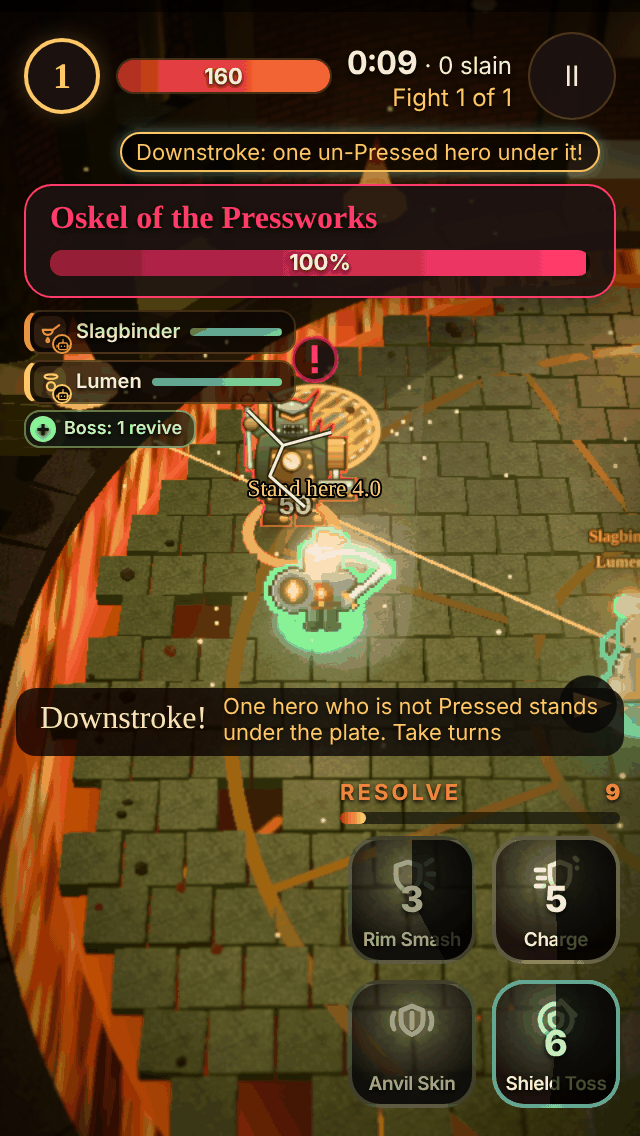 1
160
0:09 · 0 slain
Fight 1 of 1
Downstroke: one un-Pressed hero under it!
Oskel of the Pressworks
100%
Slagbinder
Lumen
!
Boss: 1 revive
Stand here 4.0
Downstroke!
One hero who is not Pressed stands
under the plate. Take turns
RESOLVE 9
3
Rim Smash
5
Charge
Anvil Skin
6
Shield Toss